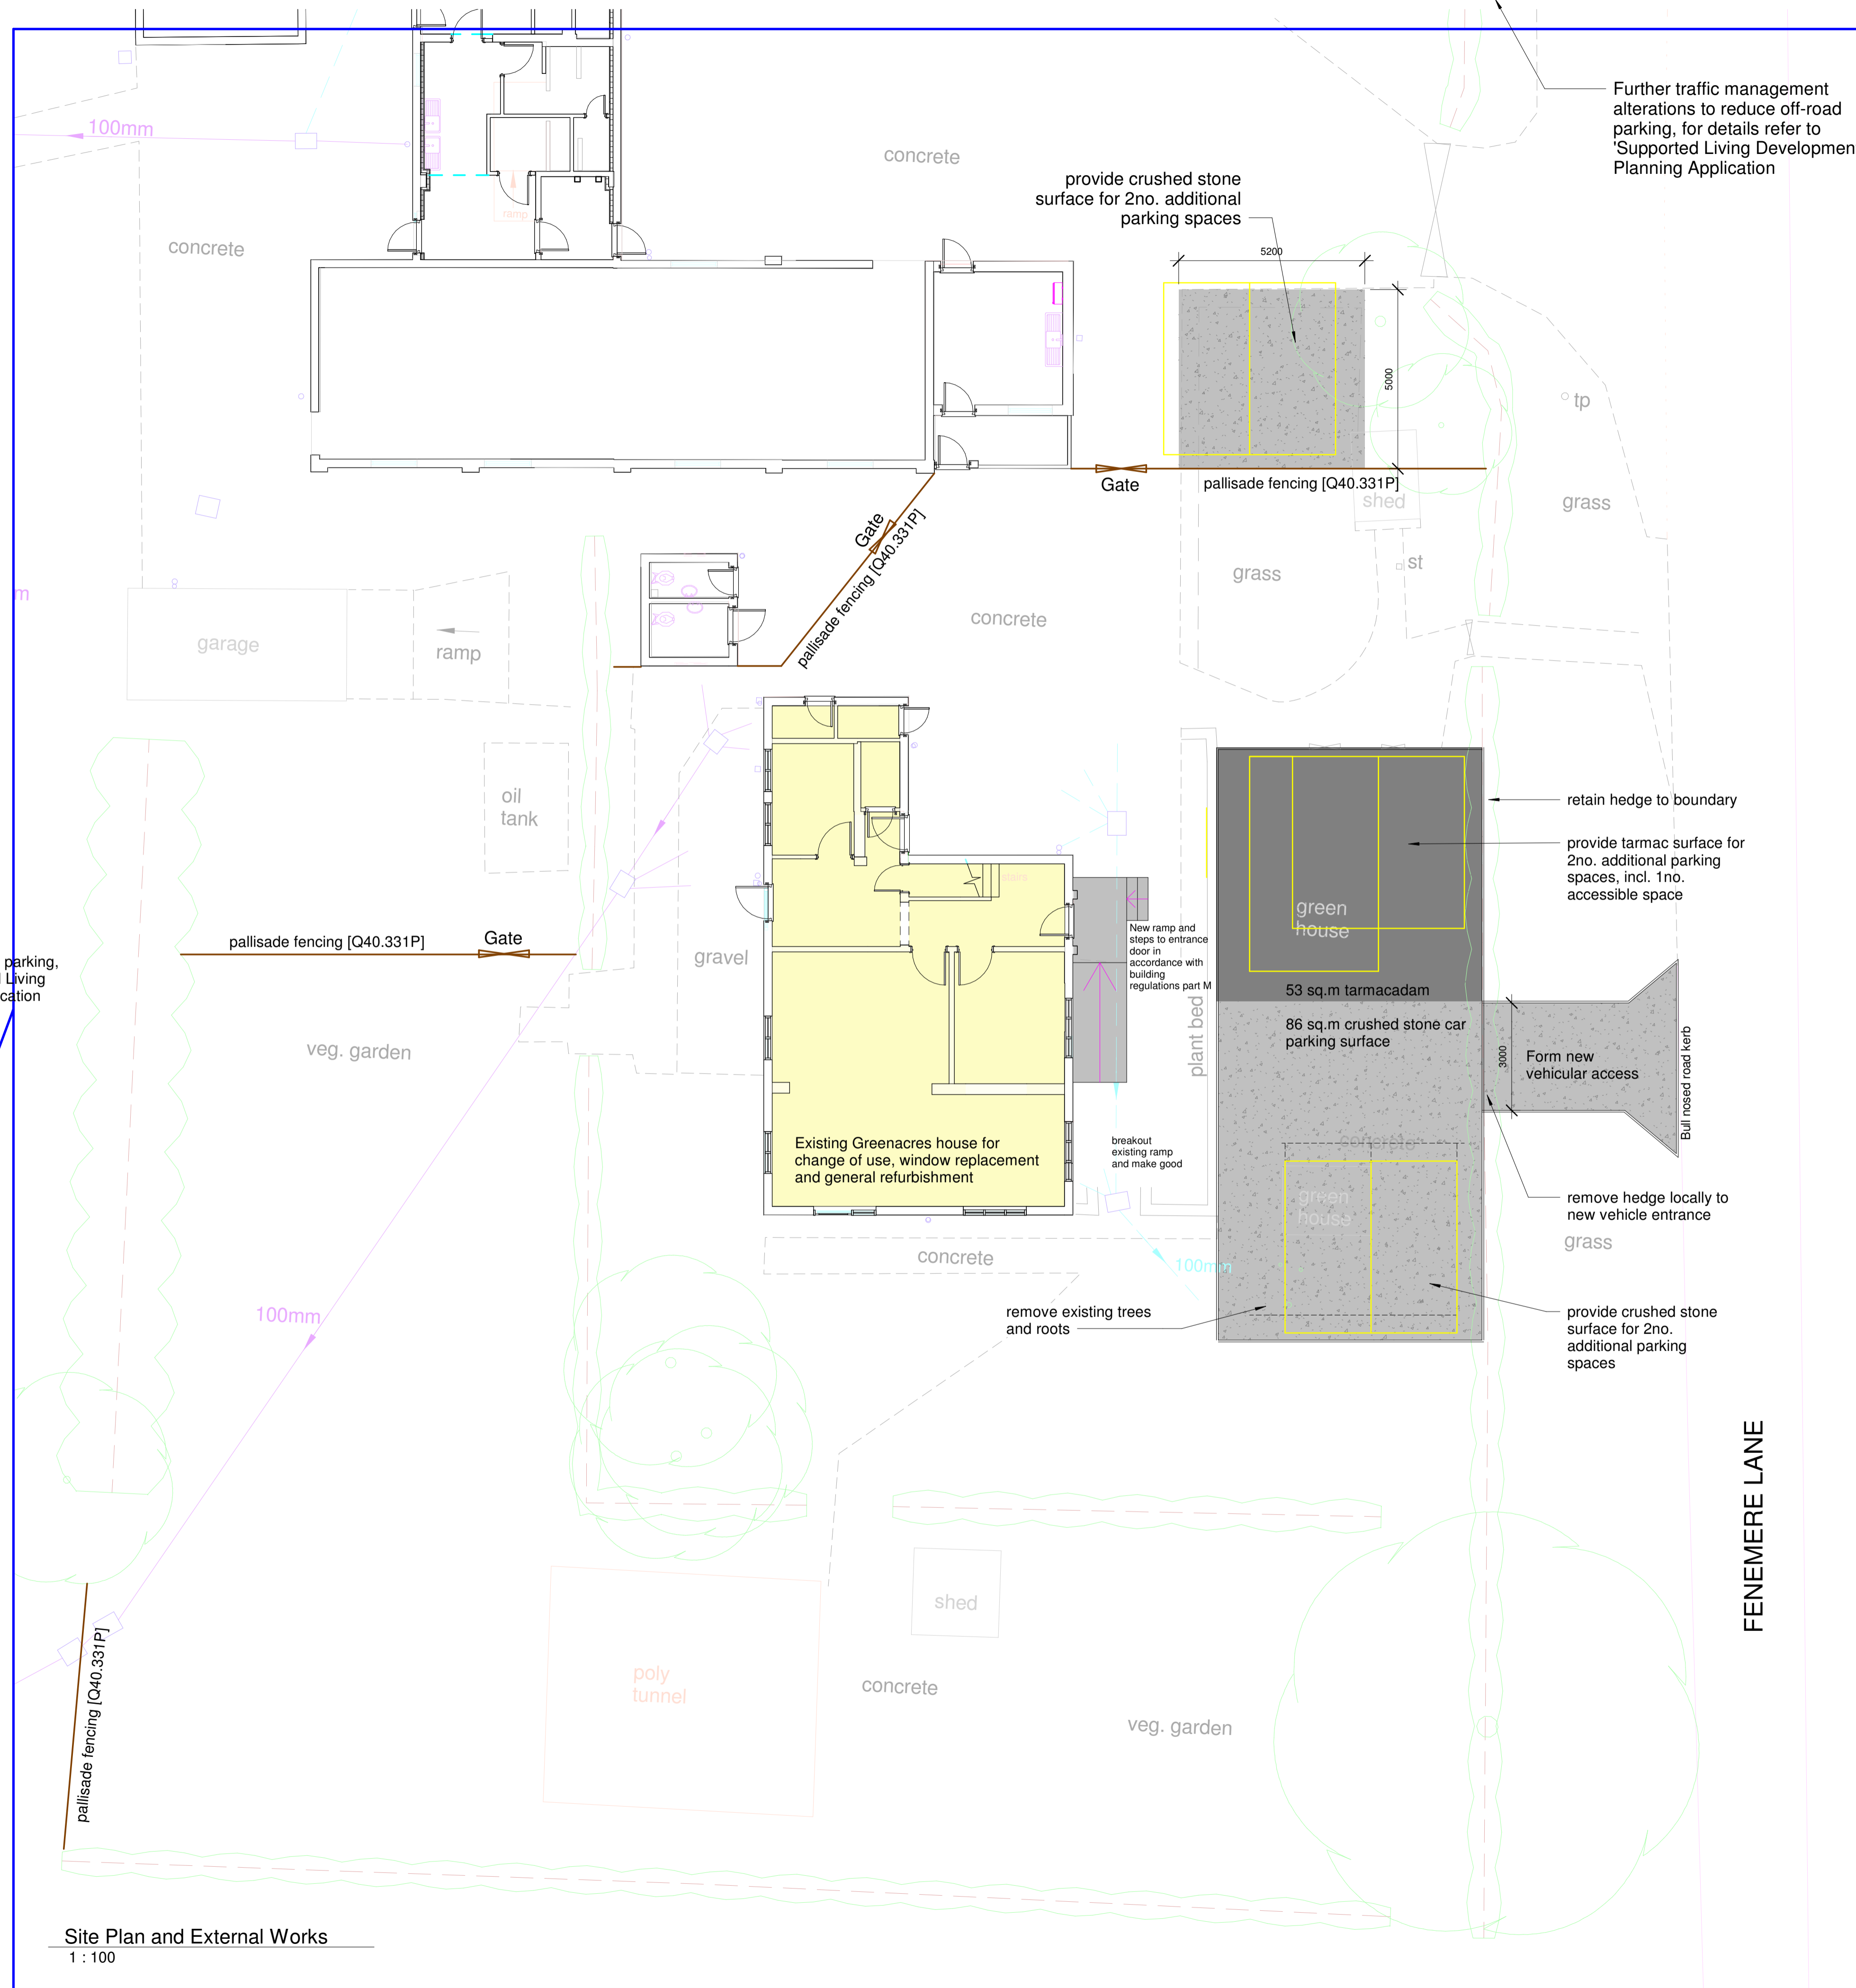 Further traffic management
alterations to reduce off-road
parking, for details refer to
'Supported Living Developmen
Planning Application
100mm
concrete
provide crushed stone
surface for 2no. additional
parking spaces
concrete
ramp
5200
5000
tp
Gate
pallisade fencing [Q40.331P]
shed
grass
Gate
pallisade fencing [Q40.331P]
st
grass
m
concrete
garage
ramp
oil
tank
retain hedge to boundary
provide tarmac surface for
2no. additional parking
spaces, incl. 1no.
accessible space
stairs
green
house
New ramp and
steps to entrance
door in
accordance with
building
regulations part M
pallisade fencing [Q40.331P]
Gate
gravel
parking,
Living
cation
53 sq.m tarmacadam
86 sq.m crushed stone car
parking surface
plant bed
3000
Form new
vehicular access
Bull nosed road kerb
veg. garden
concrete
Existing Greenacres house for
change of use, window replacement
and general refurbishment
breakout
existing ramp
and make good
green
house
remove hedge locally to
new vehicle entrance
grass
concrete
100mm
100mm
remove existing trees
and roots
provide crushed stone
surface for 2no.
additional parking
spaces
FENEMERE LANE
shed
pallisade fencing [Q40.331P]
poly
tunnel
concrete
veg. garden
Site Plan and External Works
1 : 100